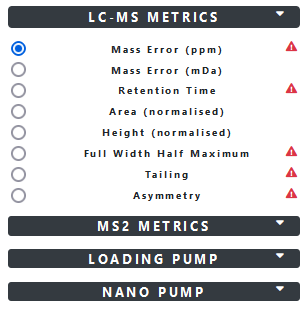 LC-MS METRICS
Mass Error (ppm)
Mass Error (mDa)
Retention Time
Area (normalised)
Height (normalised)
Full Width Half Maximum
Tailing
Asymmetry
MS2 METRICS
LOADING PUMP
NANO PUMP